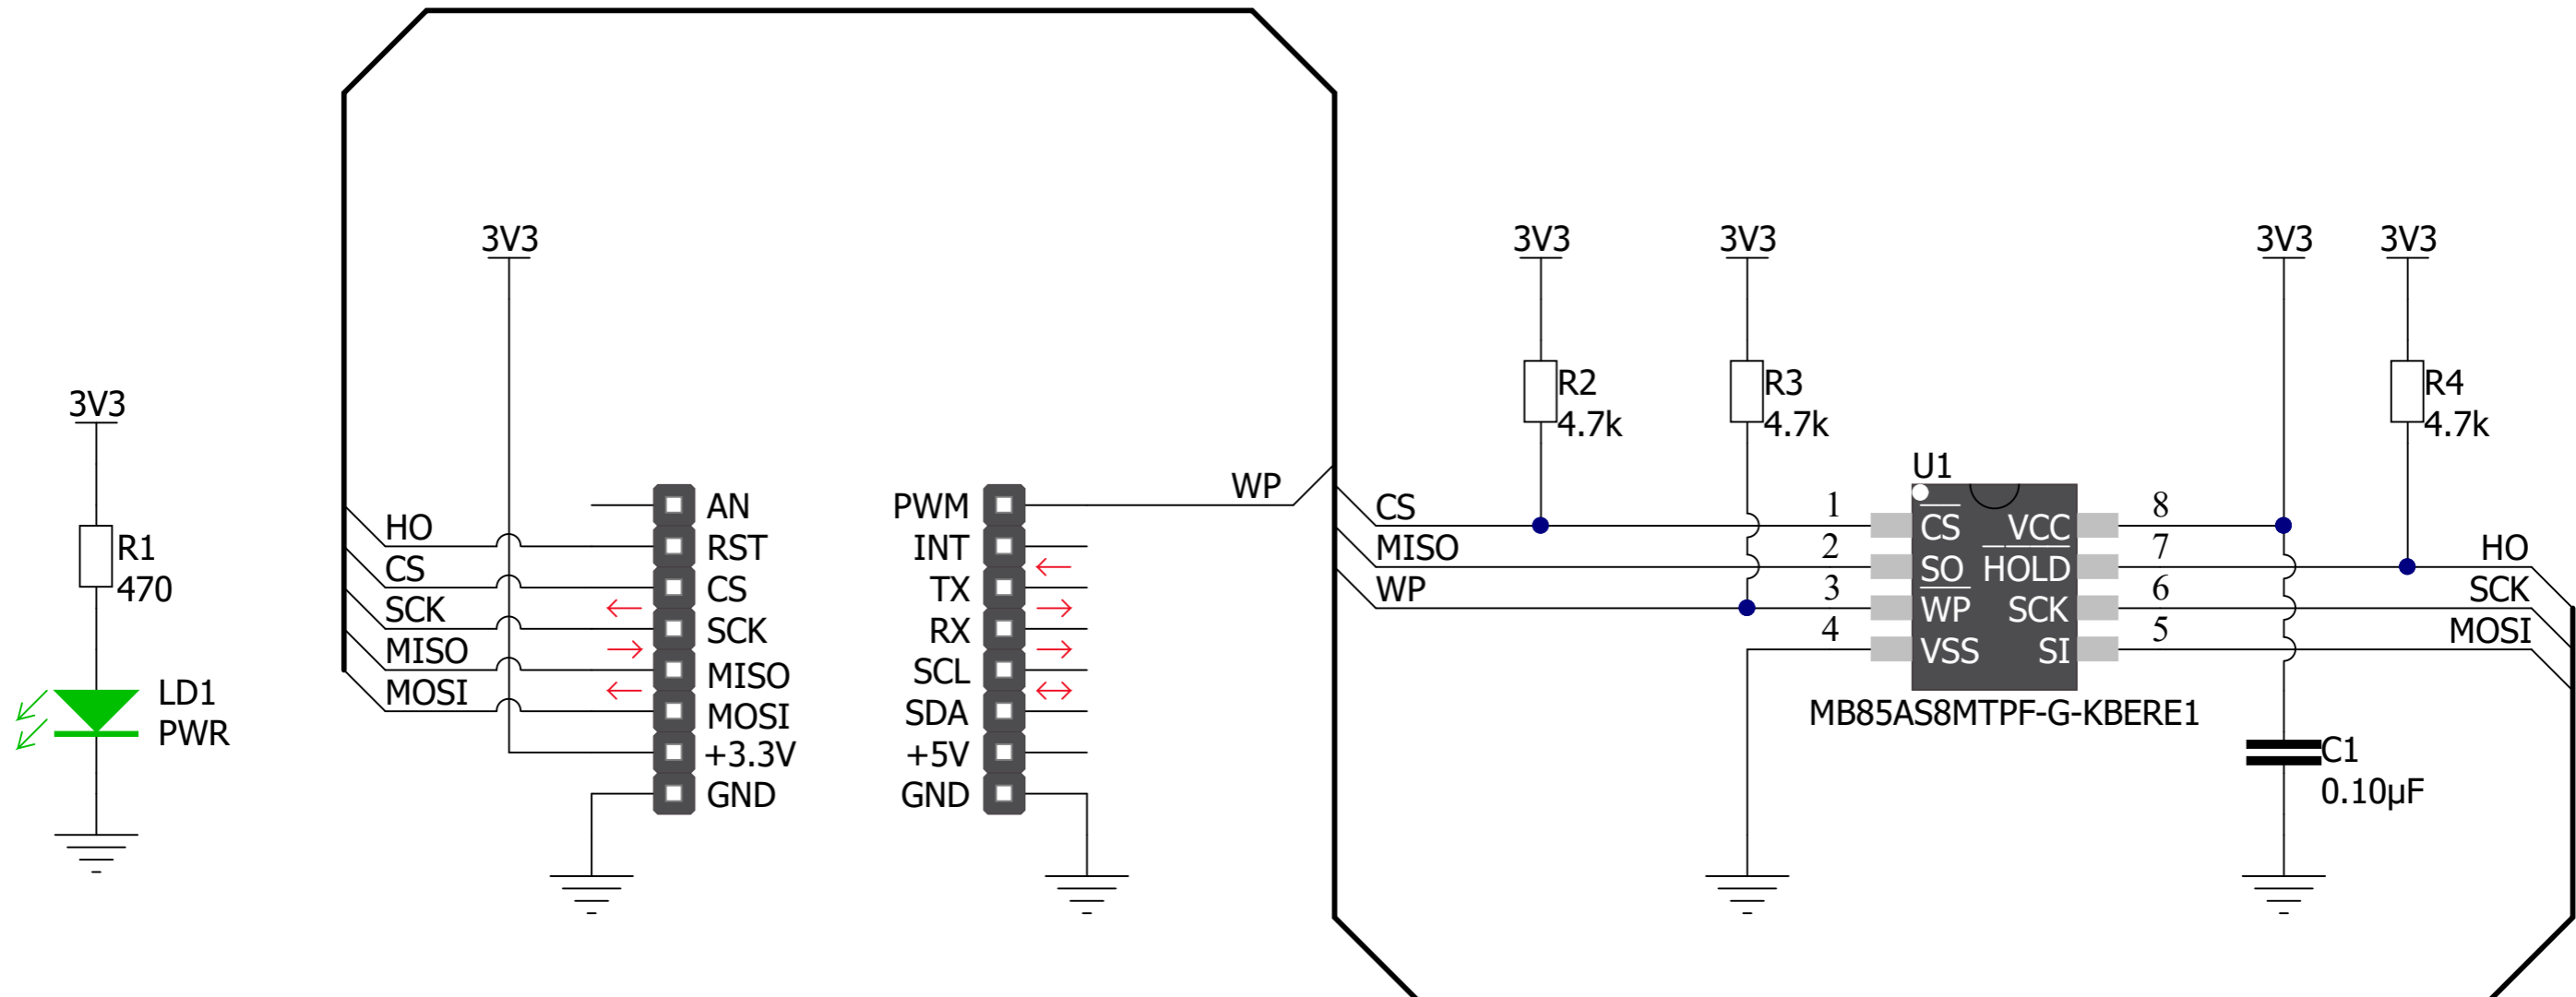 3V3
R1
470
LD1
PWR
3V3
HO
CS
SCK
MISO
MOSI
AN
RST
CS
SCK
MISO
MOSI
+3.3V
GND
PWM
INT
TX
RX
SCL
SDA
+5V
GND
WP
CS
MISO
WP
3V3
R2
4.7k
3V3
R3
4.7k
U1
1
2
3
4
CS
SO
WP
VSS
VCC
HOLD
SCK
SI
8
7
6
5
MB85AS8MTPF-G-KBERE1
3V3
C1
0.10µF
3V3
R4
4.7k
HO
SCK
MOSI